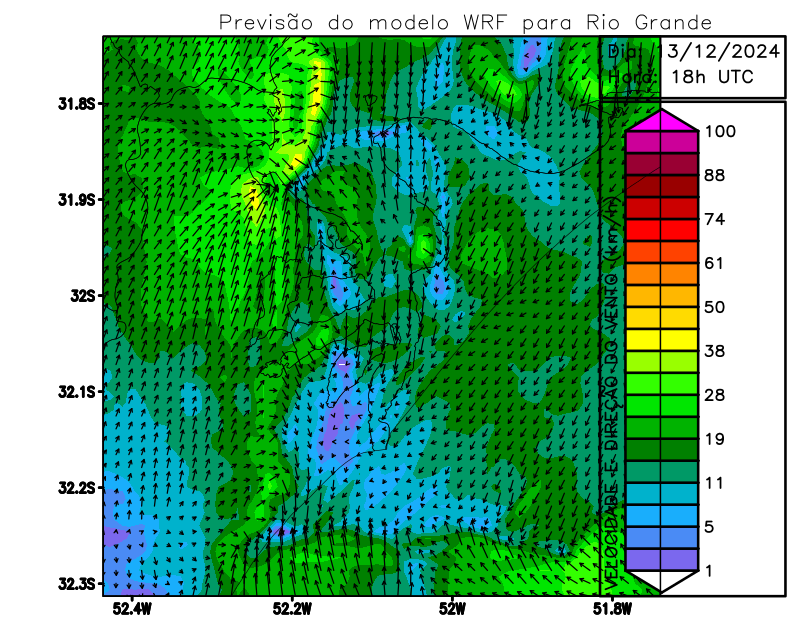 Previsão do modelo WRF para Rio Grande
Dia: 13/12/2024
Hora: 18h UTC
31.8S
31.9S
32S
32.1S
32.2S
32.3S
52.4W
52.2W
52W
51.8W
VELOCIDADE E DIREÇÃO DO VENTO (km/h)
100
88
74
61
50
38
28
19
11
5
1